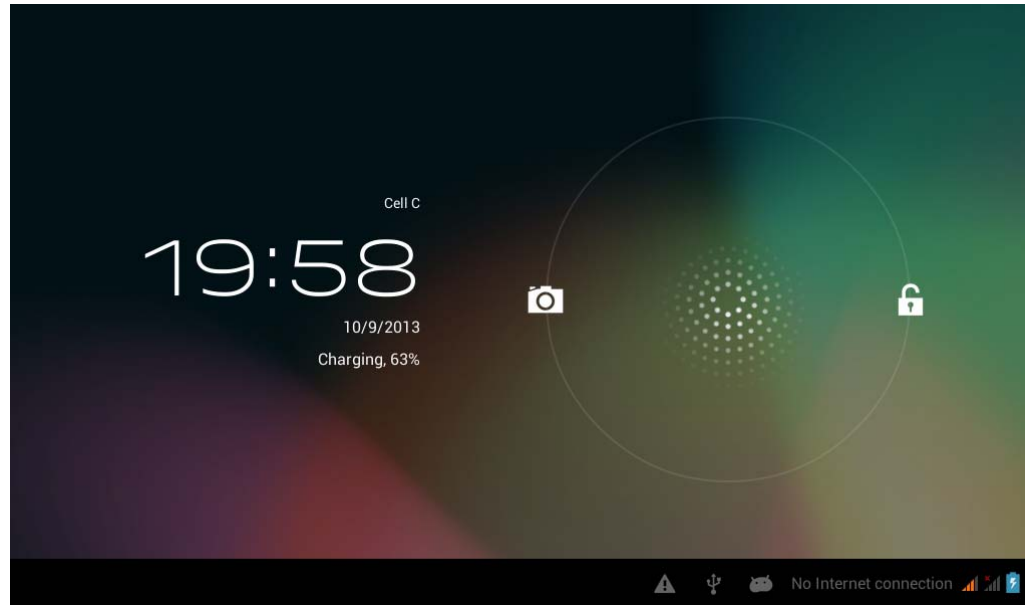 Cell C
19:58
10/9/2013
Charging, 63%
No Internet connection